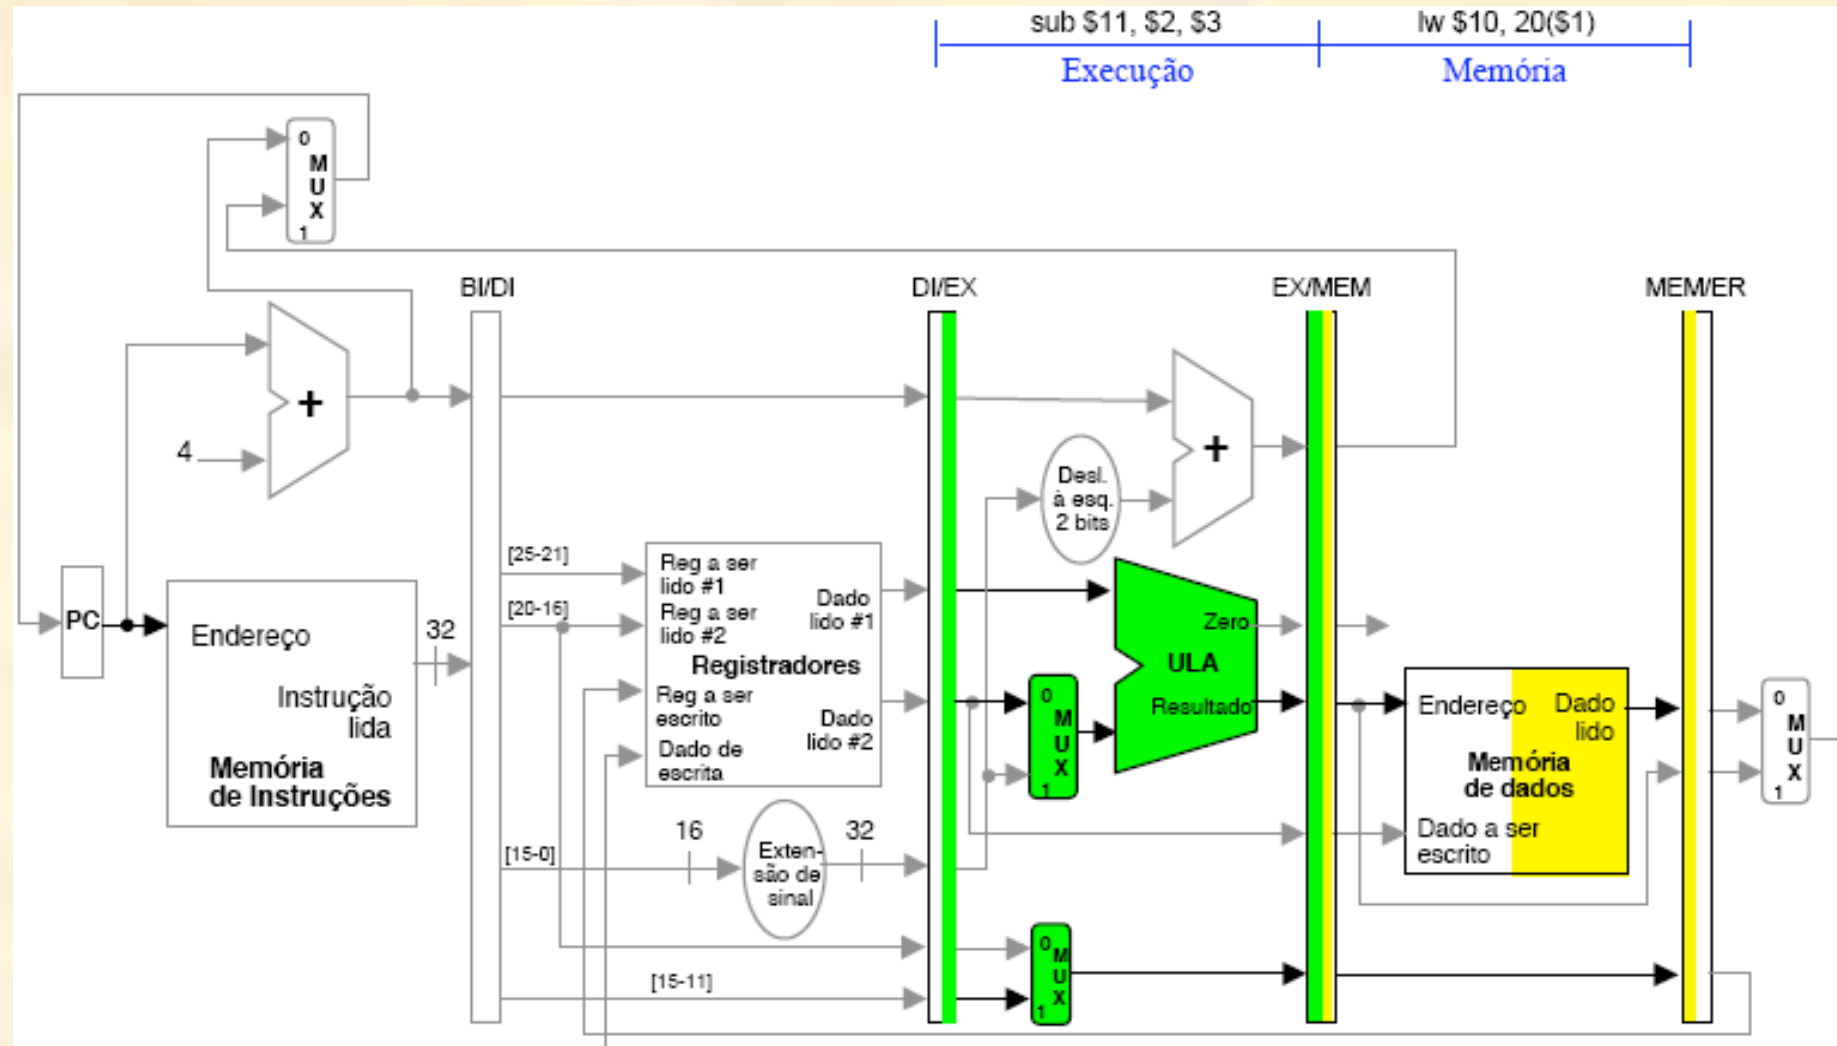 sub $11, $2, $3
lw $10, 20($1)
Execução
Memória
0
M
U
X
1
BI/DI
DI/EX
EX/MEM
MEM/ER
+
4
+
Desl.
à esq.
2 bits
[25-21]
[20-16]
PC
Endereço
Instrução
lida
Memória
de Instruções
32
Reg a ser
lido #1
Reg a ser
lido #2
Dado
lido #1
Registradores
Reg a ser
escrito
Dado
lido #2
Dado de
escrita
0
M
U
X
1
Zero
ULA
Resultado
Endereço
Dado
lido
Memória
de dados
Dado a ser
escrito
0
M
U
X
1
[15-0]
16
Exten-
são de
sinal
32
[15-11]
0
M
U
X
1